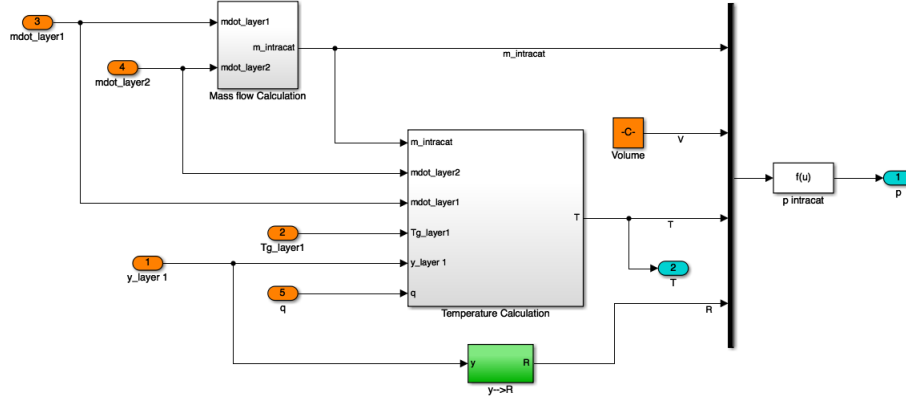 3
mdot_layer1
4
mdot_layer2
mdot_layer1
mdot_layer2
m_intracat
Mass flow Calculation
m_intracat
-C-
Volume
V
m_intracat
mdot_layer2
mdot_layer1
Tg_layer1
y_layer 1
q
T
Temperature Calculation
2
Tg_layer1
1
y_layer 1
5
q
T
2
T
R
y
R
y-->R
f(u)
p intracat
1
p